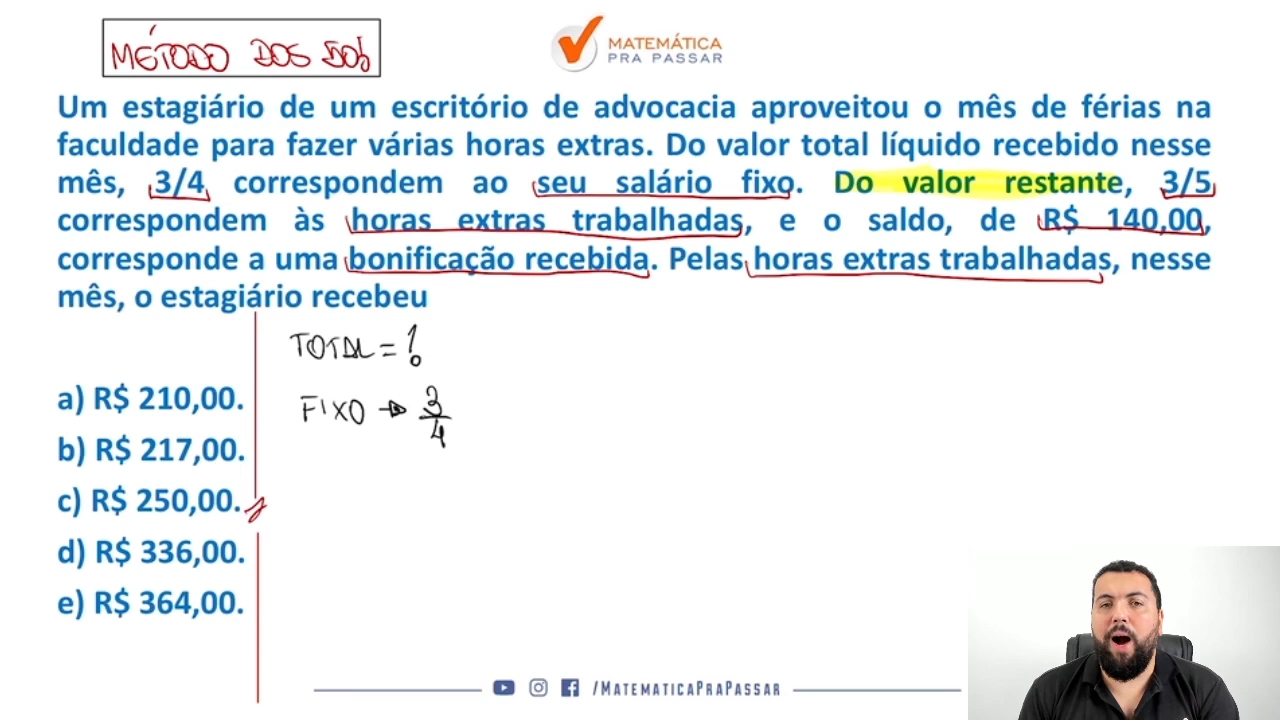 MÉTODO DOS
MATEMÁTICA
PRA PASSAR
Um estagiário de um escritório de advocacia aproveitou o mês de férias na
faculdade para fazer várias horas extras. Do valor total líquido recebido nesse
mês, 3/4 correspondem ao seu salário fixo. Do valor restante, 3/5
correspondem às horas extras trabalhadas, e o saldo, de R$ 140,00,
corresponde a uma bonificação recebida. Pelas horas extras trabalhadas, nesse
mês, o estagiário recebeu
TOTAL = ?
FIXO → 3/4
a) R$ 210,00.
b) R$ 217,00.
c) R$ 250,00.
d) R$ 336,00.
e) R$ 364,00.
/MatematicaPraPassar